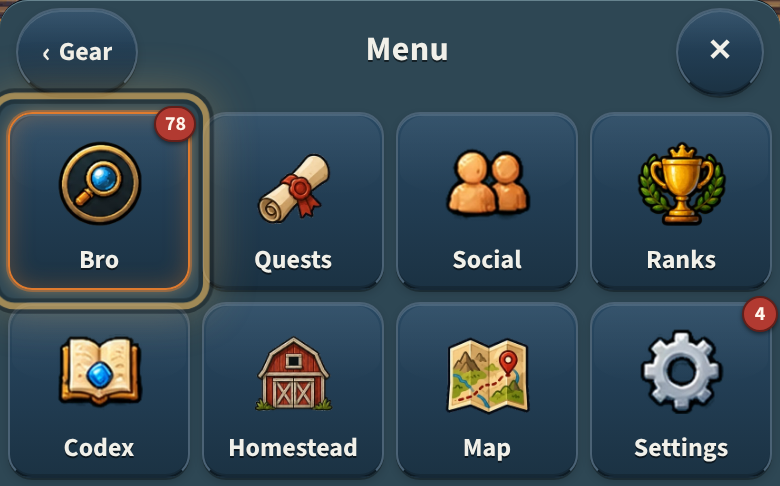 ‹ Gear
Menu
✕
78
Bro
Quests
Social
Ranks
4
Codex
Homestead
Map
Settings